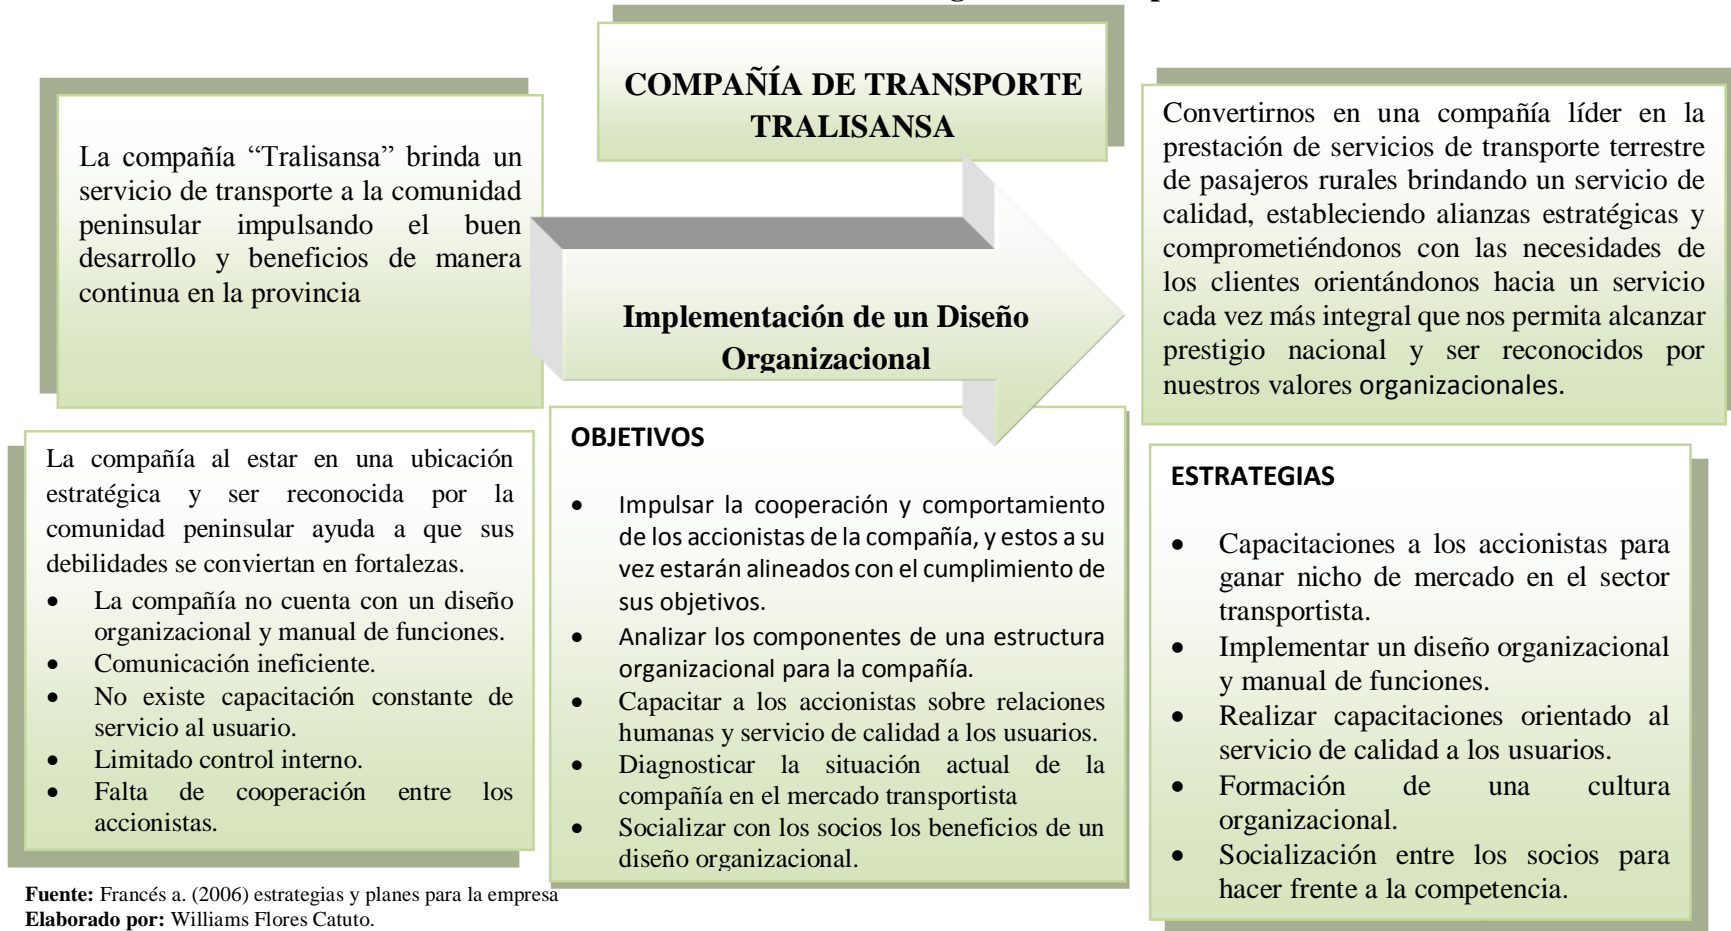 COMPAÑÍA DE TRANSPORTE
TRALISANSA
La compañía “Tralisansa” brinda un
servicio de transporte a la comunidad
peninsular impulsando el buen
desarrollo y beneficios de manera
continua en la provincia
Implementación de un Diseño
Organizacional
Convertirnos en una compañía líder en la
prestación de servicios de transporte terrestre
de pasajeros rurales brindando un servicio de
calidad, estableciendo alianzas estratégicas y
comprometiéndonos con las necesidades de
los clientes orientándonos hacia un servicio
cada vez más integral que nos permita alcanzar
prestigio nacional y ser reconocidos por
nuestros valores organizacionales.
La compañía al estar en una ubicación
estratégica y ser reconocida por la
comunidad peninsular ayuda a que sus
debilidades se conviertan en fortalezas.
• La compañía no cuenta con un diseño
organizacional y manual de funciones.
• Comunicación ineficiente.
• No existe capacitación constante de
servicio al usuario.
• Limitado control interno.
• Falta de cooperación entre los
accionistas.
OBJETIVOS
• Impulsar la cooperación y comportamiento
de los accionistas de la compañía, y estos a su
vez estarán alineados con el cumplimiento de
sus objetivos.
• Analizar los componentes de una estructura
organizacional para la compañía.
• Capacitar a los accionistas sobre relaciones
humanas y servicio de calidad a los usuarios.
• Diagnosticar la situación actual de la
compañía en el mercado transportista
• Socializar con los socios los beneficios de un
diseño organizacional.
ESTRATEGIAS
• Capacitaciones a los accionistas para
ganar nicho de mercado en el sector
transportista.
• Implementar un diseño organizacional
y manual de funciones.
• Realizar capacitaciones orientado al
servicio de calidad a los usuarios.
• Formación de una cultura
organizacional.
• Socialización entre los socios para
hacer frente a la competencia.
Fuente: Francés a. (2006) estrategias y planes para la empresa
Elaborado por: Williams Flores Catuto.